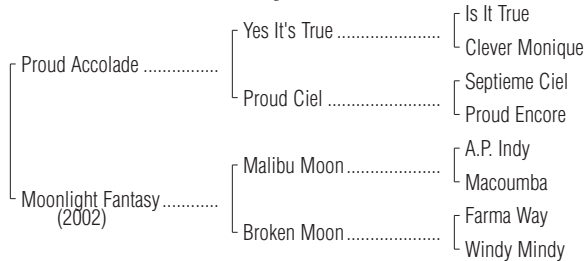 Is It True
Yes It's True ..................
Clever Monique
Proud Accolade ...............
Septieme Ciel
Proud Ciel ......................
Proud Encore
A.P. Indy
Malibu Moon ...................
Macoumba
Moonlight Fantasy ............
(2002)
Farma Way
Broken Moon ...................
Windy Mindy